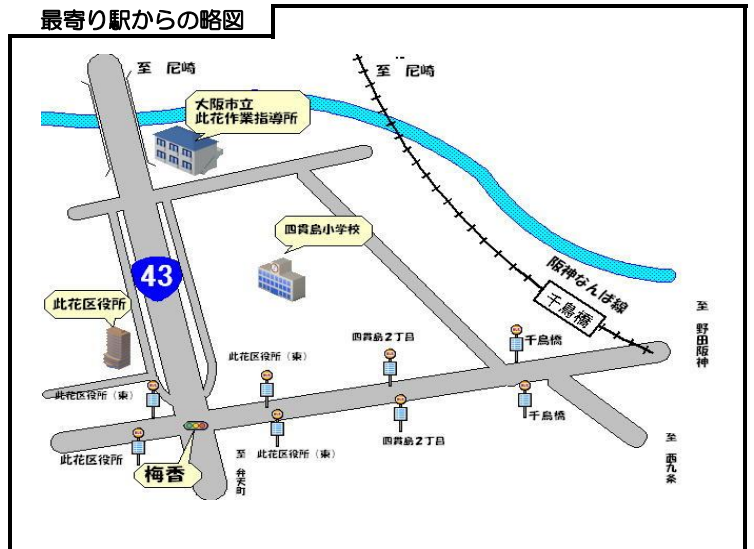 最寄り駅からの略図
至 尼崎
至 尼崎
大阪市立
此花作業指導所
四貫島小学校
43
此花区役所
阪神なんば線
千鳥橋
至 野田阪神
千鳥橋
四貫島2丁目
此花区役所（東）
此花区役所（東）
千鳥橋
四貫島2丁目
此花区役所（東）
此花区役所
梅香
至 弁天町
至 西九条